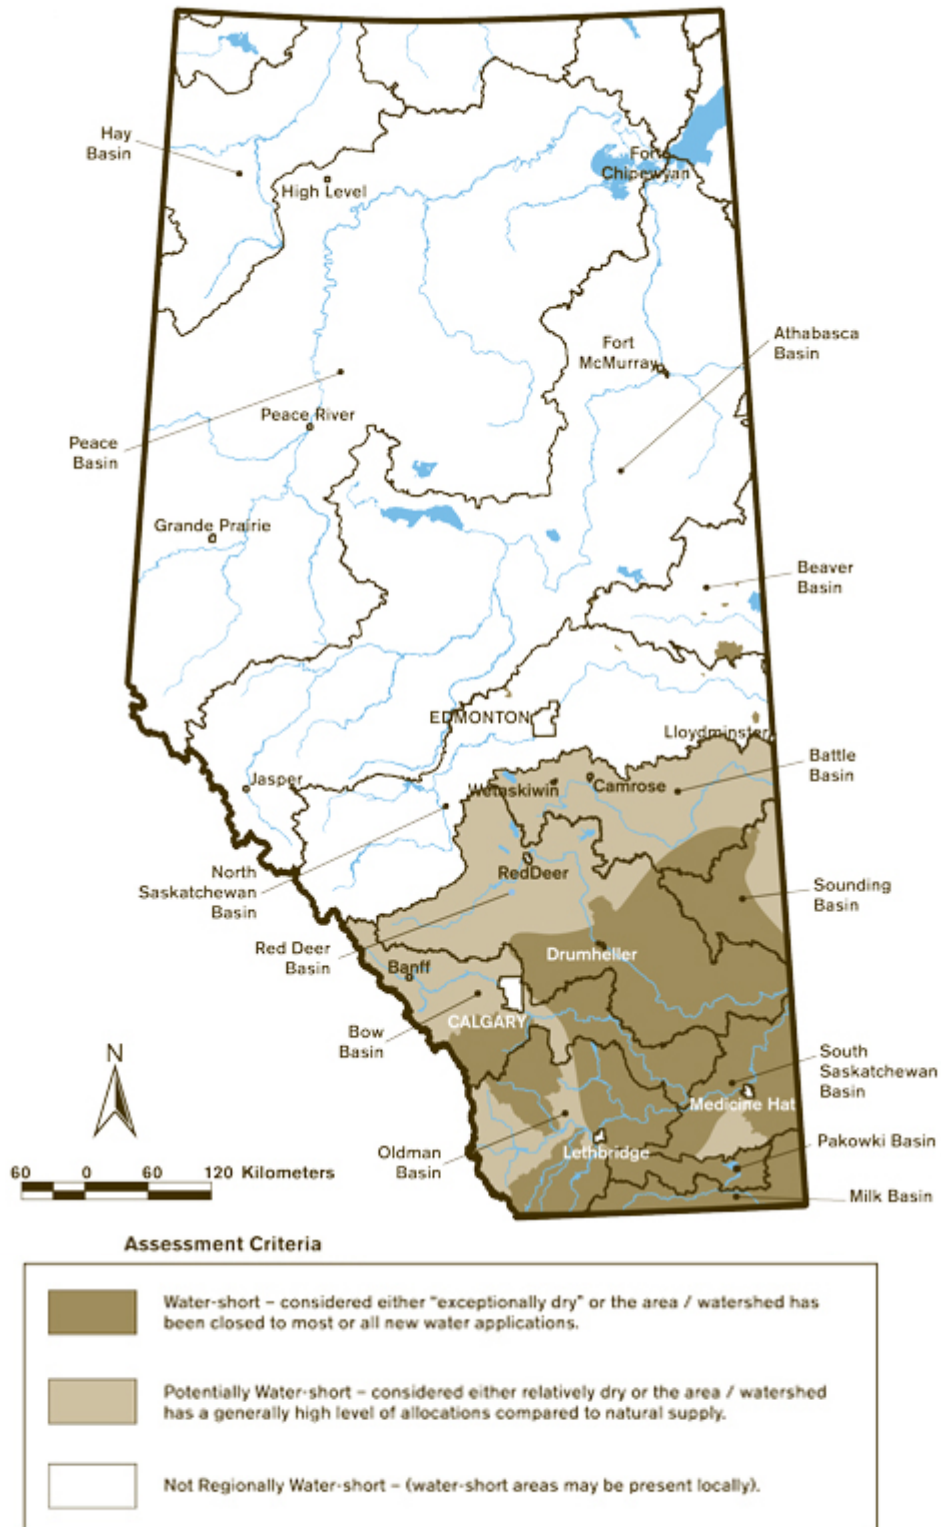 Hay
Basin
High Level
Fort
Chipewyan
Athabasca
Basin
Fort
McMurray
Peace River
Peace
Basin
Grande Prairie
Beaver
Basin
EDMONTON
Lloydminster
Battle
Basin
Jasper
Wetaskiwin
Camrose
North
Saskatchewan
Basin
RedDeer
Sounding
Basin
Red Deer
Basin
Drumheller
Banff
CALGARY
Bow
Basin
N
South
Saskatchewan
Basin
Medicine Hat
Oldman
Basin
Lethbridge
Pakowki Basin
Milk Basin
60 0 60 120 Kilometers
Assessment Criteria
Water-short – considered either "exceptionally dry" or the area / watershed has
been closed to most or all new water applications.
Potentially Water-short – considered either relatively dry or the area / watershed
has a generally high level of allocations compared to natural supply.
Not Regionally Water-short – (water-short areas may be present locally).